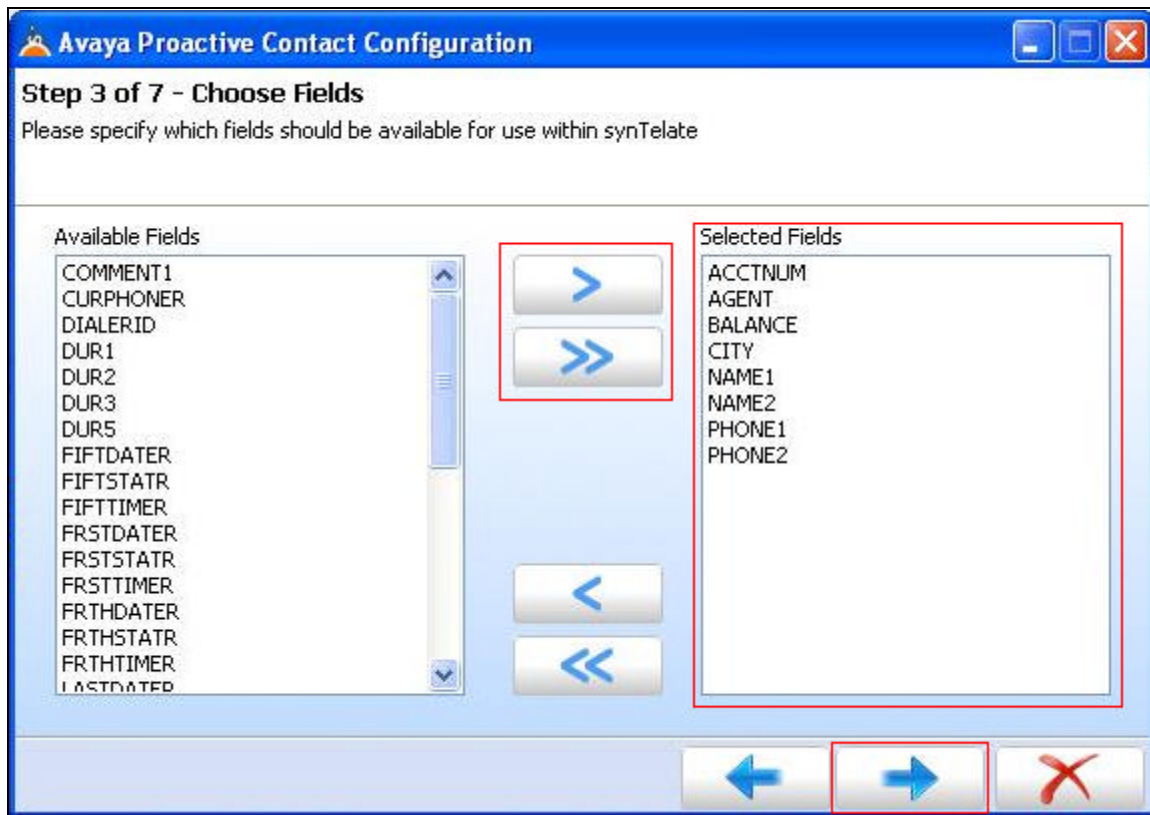 Avaya Proactive Contact Configuration
Step 3 of 7 - Choose Fields
Please specify which fields should be available for use within synTelate
Available Fields
COMMENT1
CURPHONER
DIALERID
DUR1
DUR2
DUR3
DUR5
FIFTDATER
FIFTSTATR
FIFTTIMER
FRSTDATER
FRSTSTATR
FRSTTIMER
FRTHDATER
FRTHSTATR
FRTHTIMER
LASTDATER
>
>>
<
<<
Selected Fields
ACCTNUM
AGENT
BALANCE
CITY
NAME1
NAME2
PHONE1
PHONE2